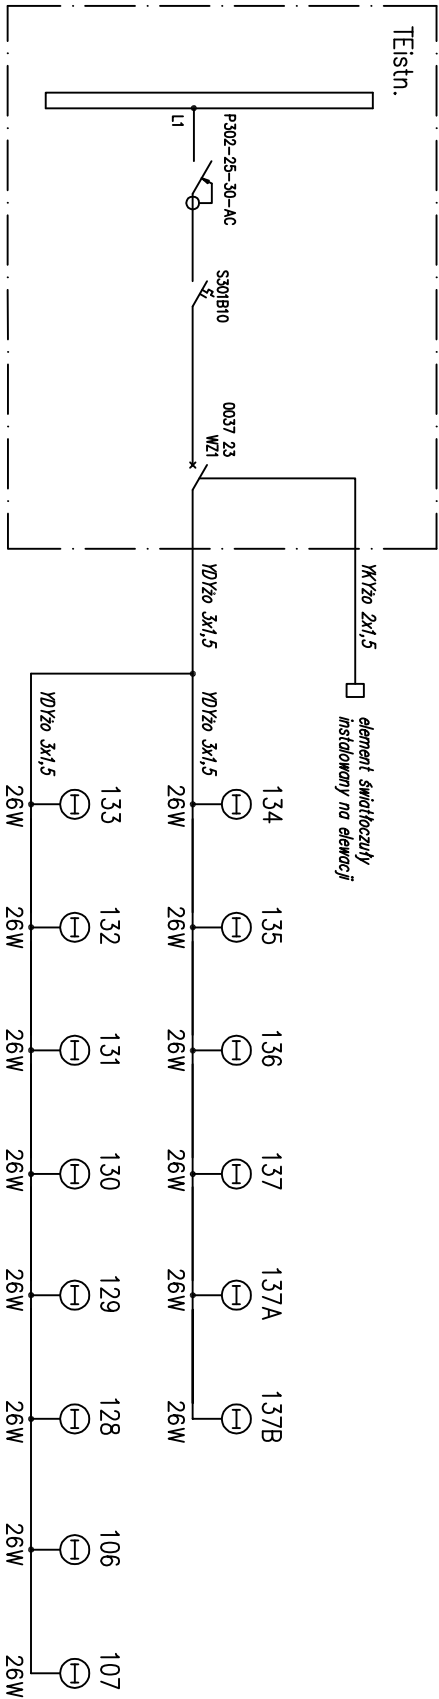 TEistn.
L1
P302-25-30-AC
S301B10
0037 23
WZ1
YKYżo 2x1,5
element światłoczuły
instalowany na elewacji
YDYżo 3x1,5
YDYżo 3x1,5
134
135
136
137
137A
137B
26W
26W
26W
26W
26W
26W
YDYżo 3x1,5
133
132
131
130
129
128
106
107
26W
26W
26W
26W
26W
26W
26W
26W